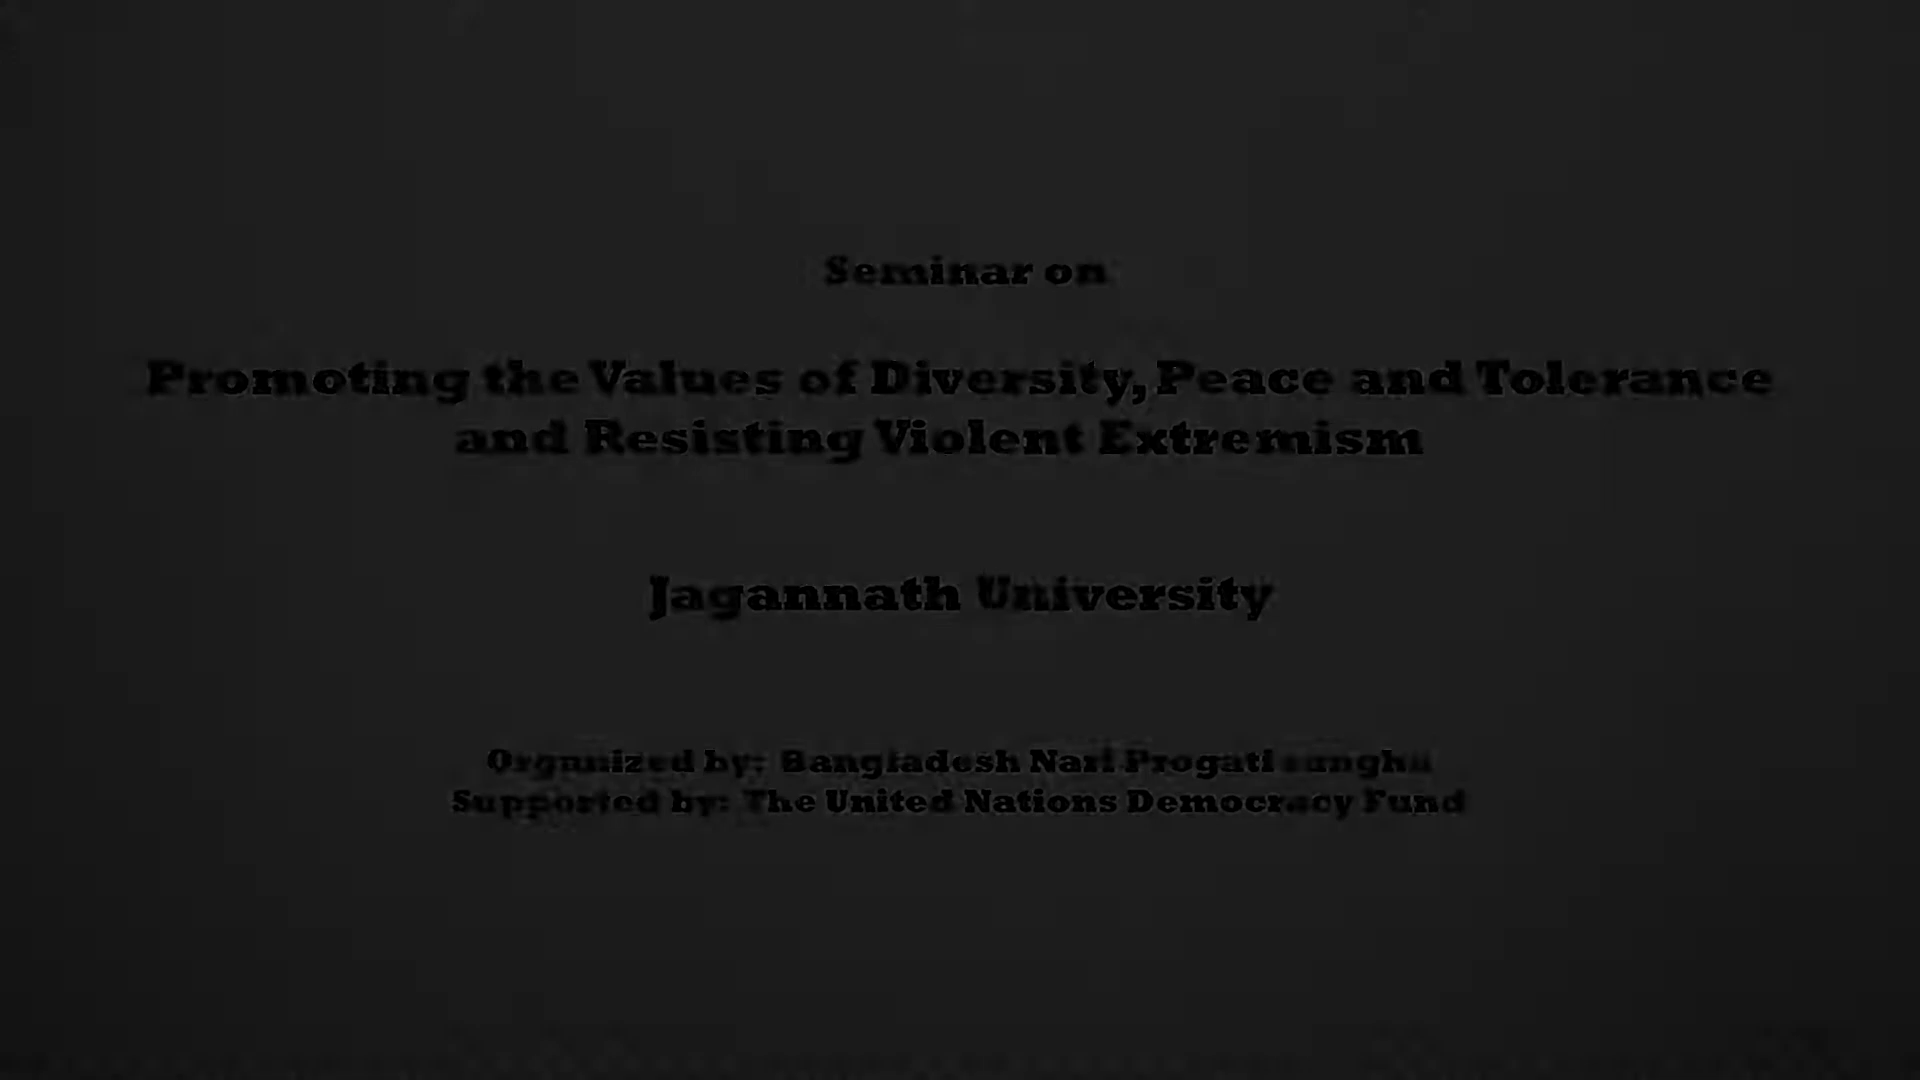 Seminar on
Promoting the Values of Diversity, Peace and Tolerance
and Resisting Violent Extremism
Jagannath University
Organized by: Bangladesh Nari Progati sangha
Supported by: The United Nations Democracy Fund